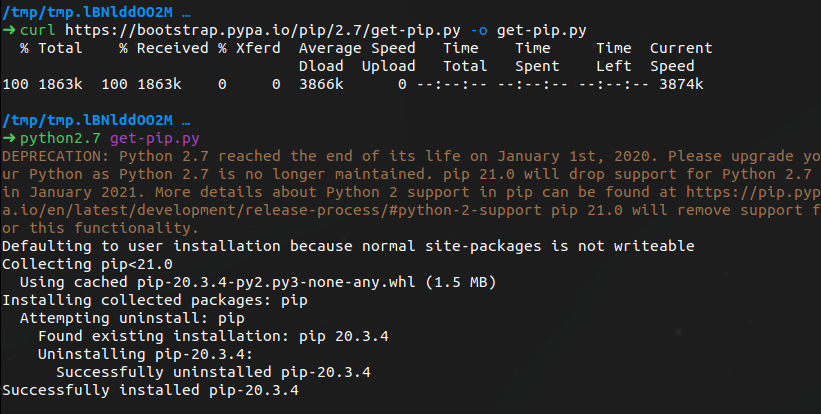 /tmp/tmp.lBNlddOO2M …
➜ curl https://bootstrap.pypa.io/pip/2.7/get-pip.py -o get-pip.py
  % Total    % Received % Xferd  Average Speed   Time    Time     Time  Current
                                 Dload  Upload   Total   Spent    Left  Speed
100 1863k  100 1863k    0     0  3866k      0 --:--:-- --:--:-- --:--:-- 3874k
/tmp/tmp.lBNlddOO2M …
➜ python2.7 get-pip.py
DEPRECATION: Python 2.7 reached the end of its life on January 1st, 2020. Please upgrade yo
ur Python as Python 2.7 is no longer maintained. pip 21.0 will drop support for Python 2.7
in January 2021. More details about Python 2 support in pip can be found at https://pip.pyp
a.io/en/latest/development/release-process/#python-2-support pip 21.0 will remove support f
or this functionality.
Defaulting to user installation because normal site-packages is not writeable
Collecting pip<21.0
  Using cached pip-20.3.4-py2.py3-none-any.whl (1.5 MB)
Installing collected packages: pip
  Attempting uninstall: pip
    Found existing installation: pip 20.3.4
    Uninstalling pip-20.3.4:
      Successfully uninstalled pip-20.3.4
Successfully installed pip-20.3.4